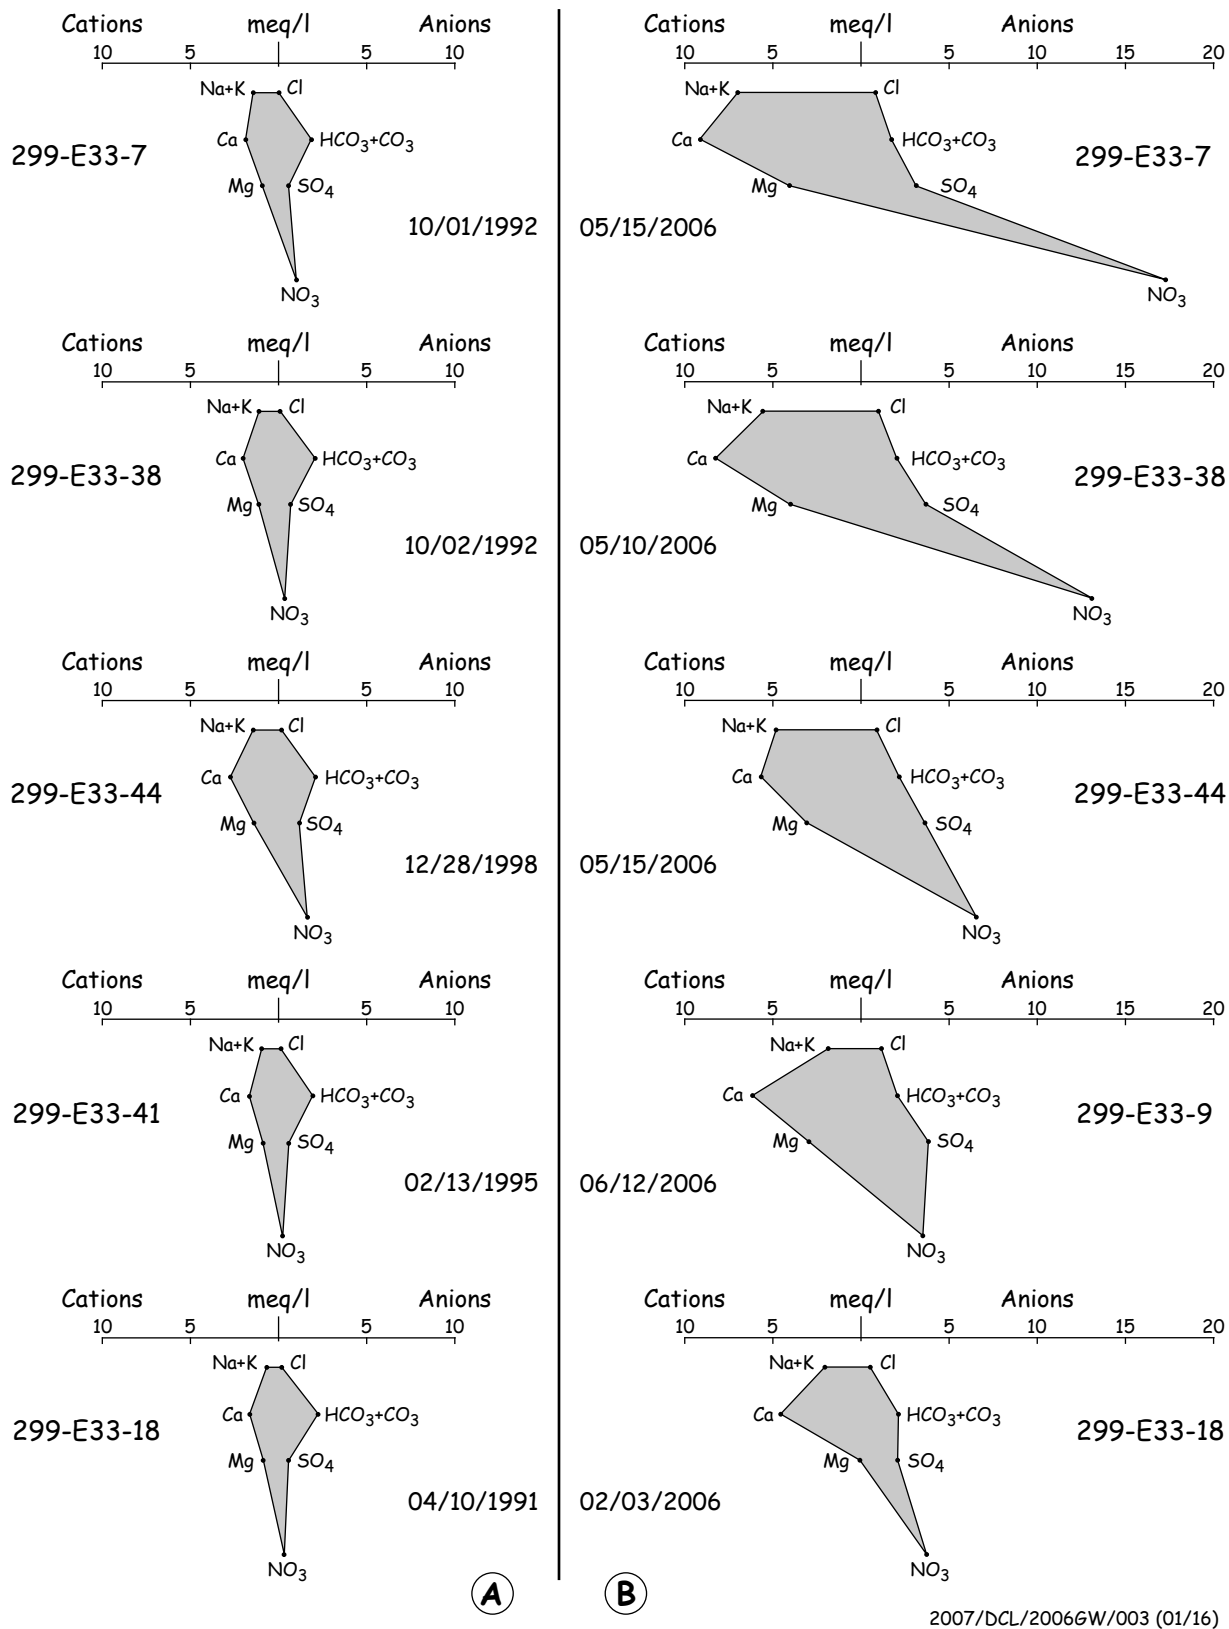 Cations meq/l Anions
10 5 5 10
Na+K Cl
Ca HCO3+CO3
299-E33-7
Mg SO4
10/01/1992
NO3
Cations meq/l Anions
10 5 5 10
Na+K Cl
Ca HCO3+CO3
299-E33-38
Mg SO4
10/02/1992
NO3
Cations meq/l Anions
10 5 5 10
Na+K Cl
Ca HCO3+CO3
299-E33-44
Mg SO4
12/28/1998
NO3
Cations meq/l Anions
10 5 5 10
Na+K Cl
Ca HCO3+CO3
299-E33-41
Mg SO4
02/13/1995
NO3
Cations meq/l Anions
10 5 5 10
Na+K Cl
Ca HCO3+CO3
299-E33-18
Mg SO4
04/10/1991
NO3
A
Cations meq/l Anions
10 5 5 10 15 20
Na+K Cl
Ca HCO3+CO3
299-E33-7
Mg SO4
05/15/2006
NO3
Cations meq/l Anions
10 5 5 10 15 20
Na+K Cl
Ca HCO3+CO3
299-E33-38
Mg SO4
05/10/2006
NO3
Cations meq/l Anions
10 5 5 10 15 20
Na+K Cl
Ca HCO3+CO3
299-E33-44
Mg SO4
05/15/2006
NO3
Cations meq/l Anions
10 5 5 10 15 20
Na+K Cl
Ca HCO3+CO3
299-E33-9
Mg SO4
06/12/2006
NO3
Cations meq/l Anions
10 5 5 10 15 20
Na+K Cl
Ca HCO3+CO3
299-E33-18
Mg SO4
02/03/2006
NO3
B
2007/DCL/2006GW/003 (01/16)